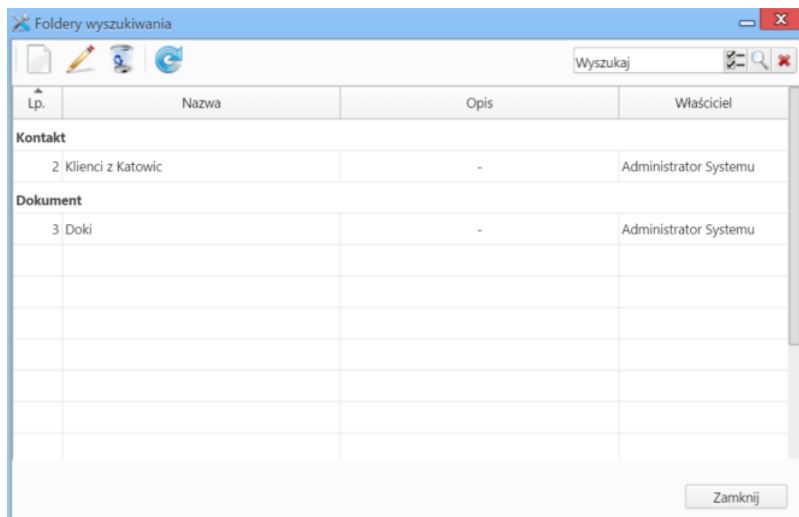 Foldery wyszukiwania
Wyszukaj
Lp. Nazwa Opis Właściciel
Kontakt
2 Klienci z Katowic - Administrator Systemu
Dokument
3 Doki - Administrator Systemu
Zamknij